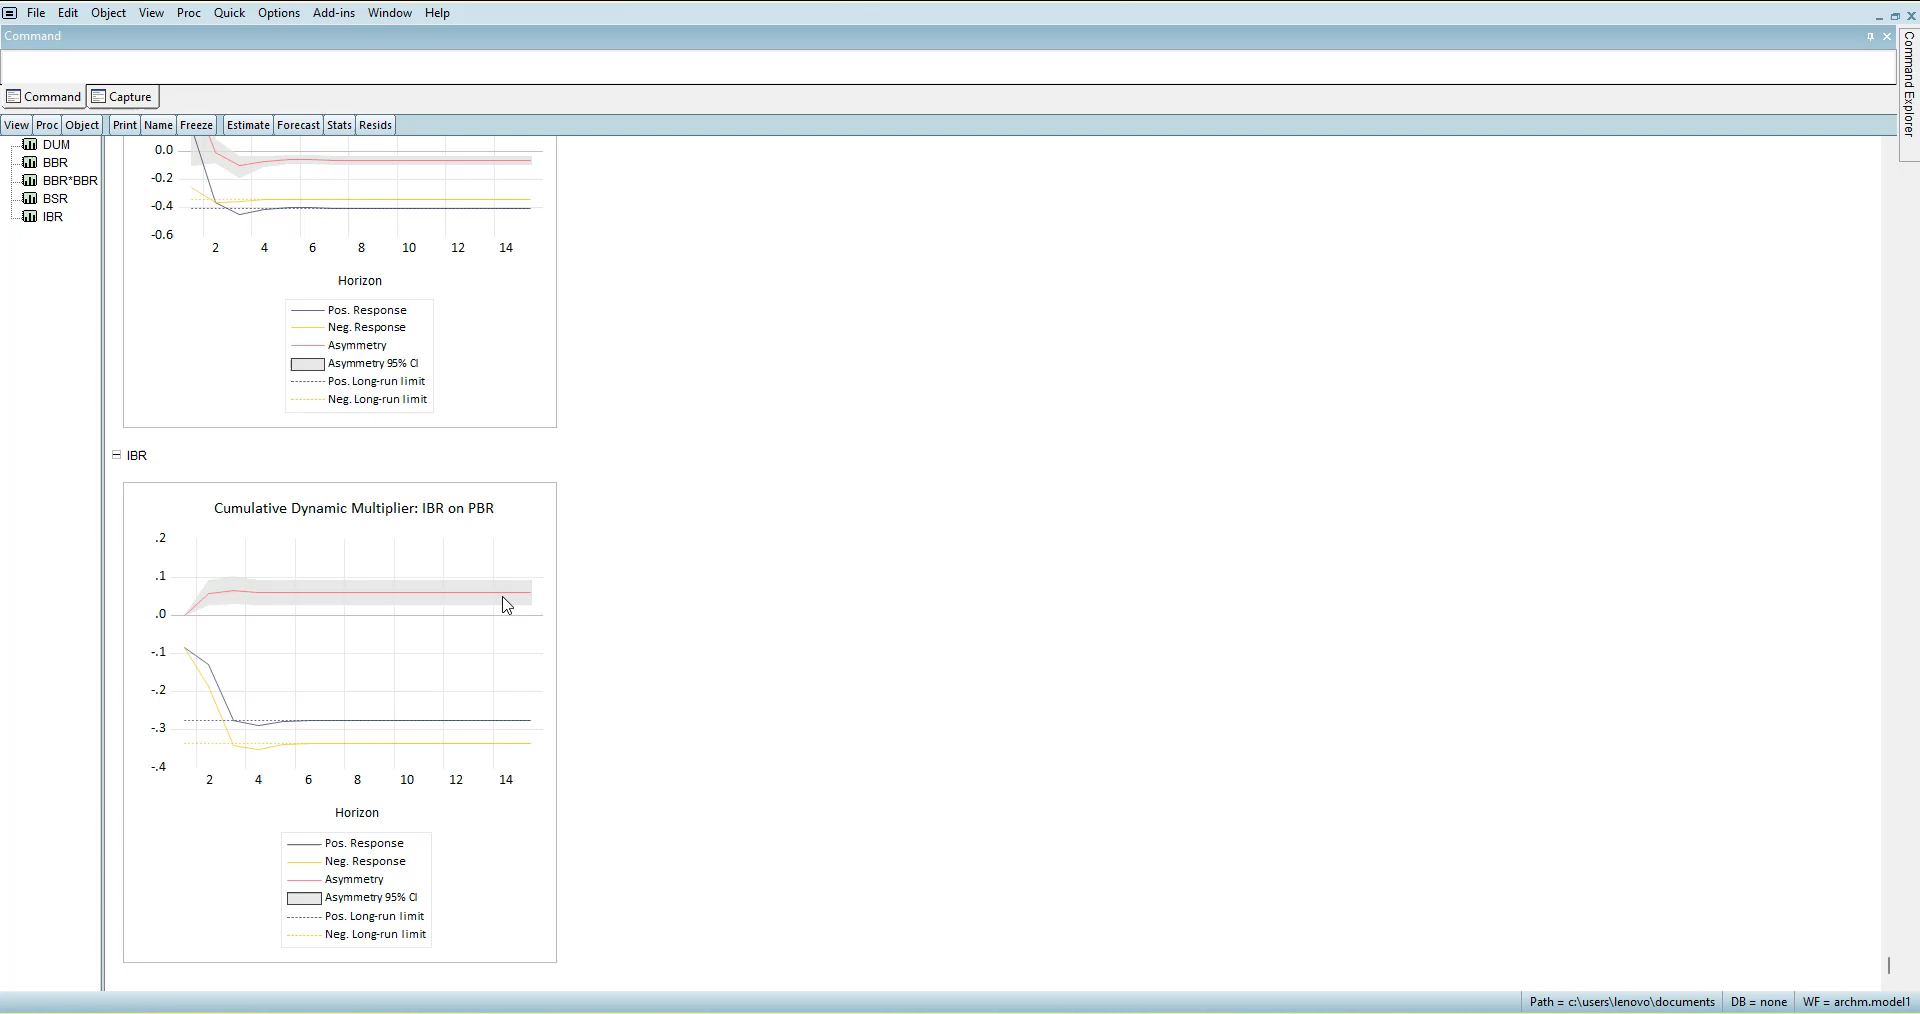 File Edit Object View Proc Quick Options Add-ins Window Help
Command
Command Explorer
Command Capture
View Proc Object Print Name Freeze Estimate Forecast Stats Resids
DUM
BBR
BBR*BBR
BSR
IBR
0.0
-0.2
-0.4
-0.6
2 4 6 8 10 12 14
Horizon
Pos. Response
Neg. Response
Asymmetry
Asymmetry 95% CI
Pos. Long-run limit
Neg. Long-run limit
IBR
Cumulative Dynamic Multiplier: IBR on PBR
.2
.1
.0
-.1
-.2
-.3
-.4
2 4 6 8 10 12 14
Horizon
Pos. Response
Neg. Response
Asymmetry
Asymmetry 95% CI
Pos. Long-run limit
Neg. Long-run limit
Path = c:\users\lenovo\documents DB = none WF = archm.model1